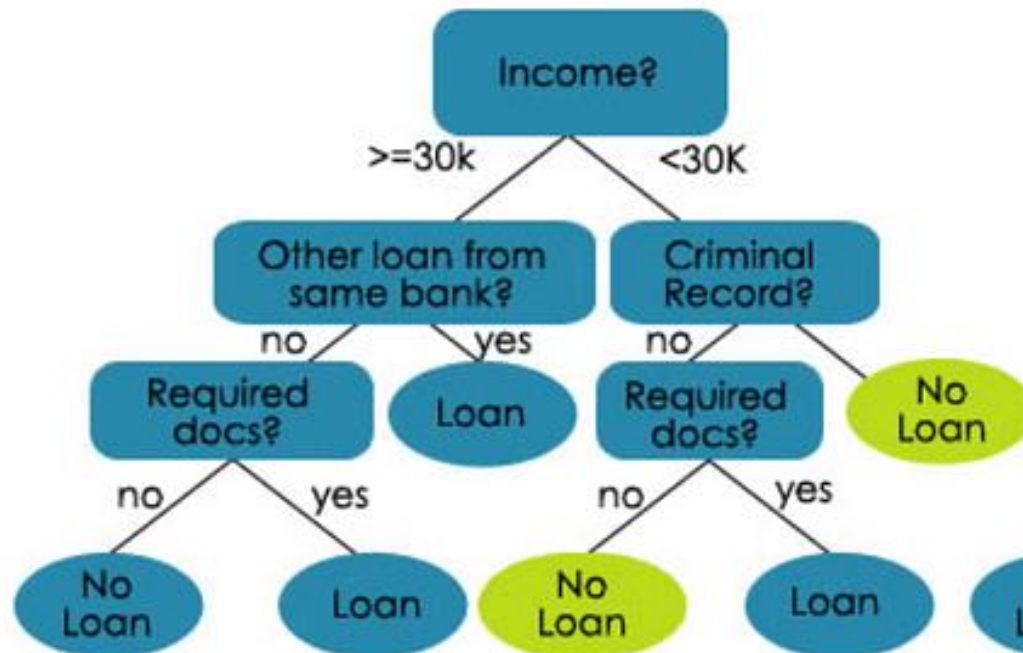 Income?
>=30k
<30K
Other loan from
same bank?
Criminal
Record?
no
yes
no
Required
docs?
Loan
Required
docs?
No
Loan
no
yes
no
yes
No
Loan
Loan
No
Loan
Loan